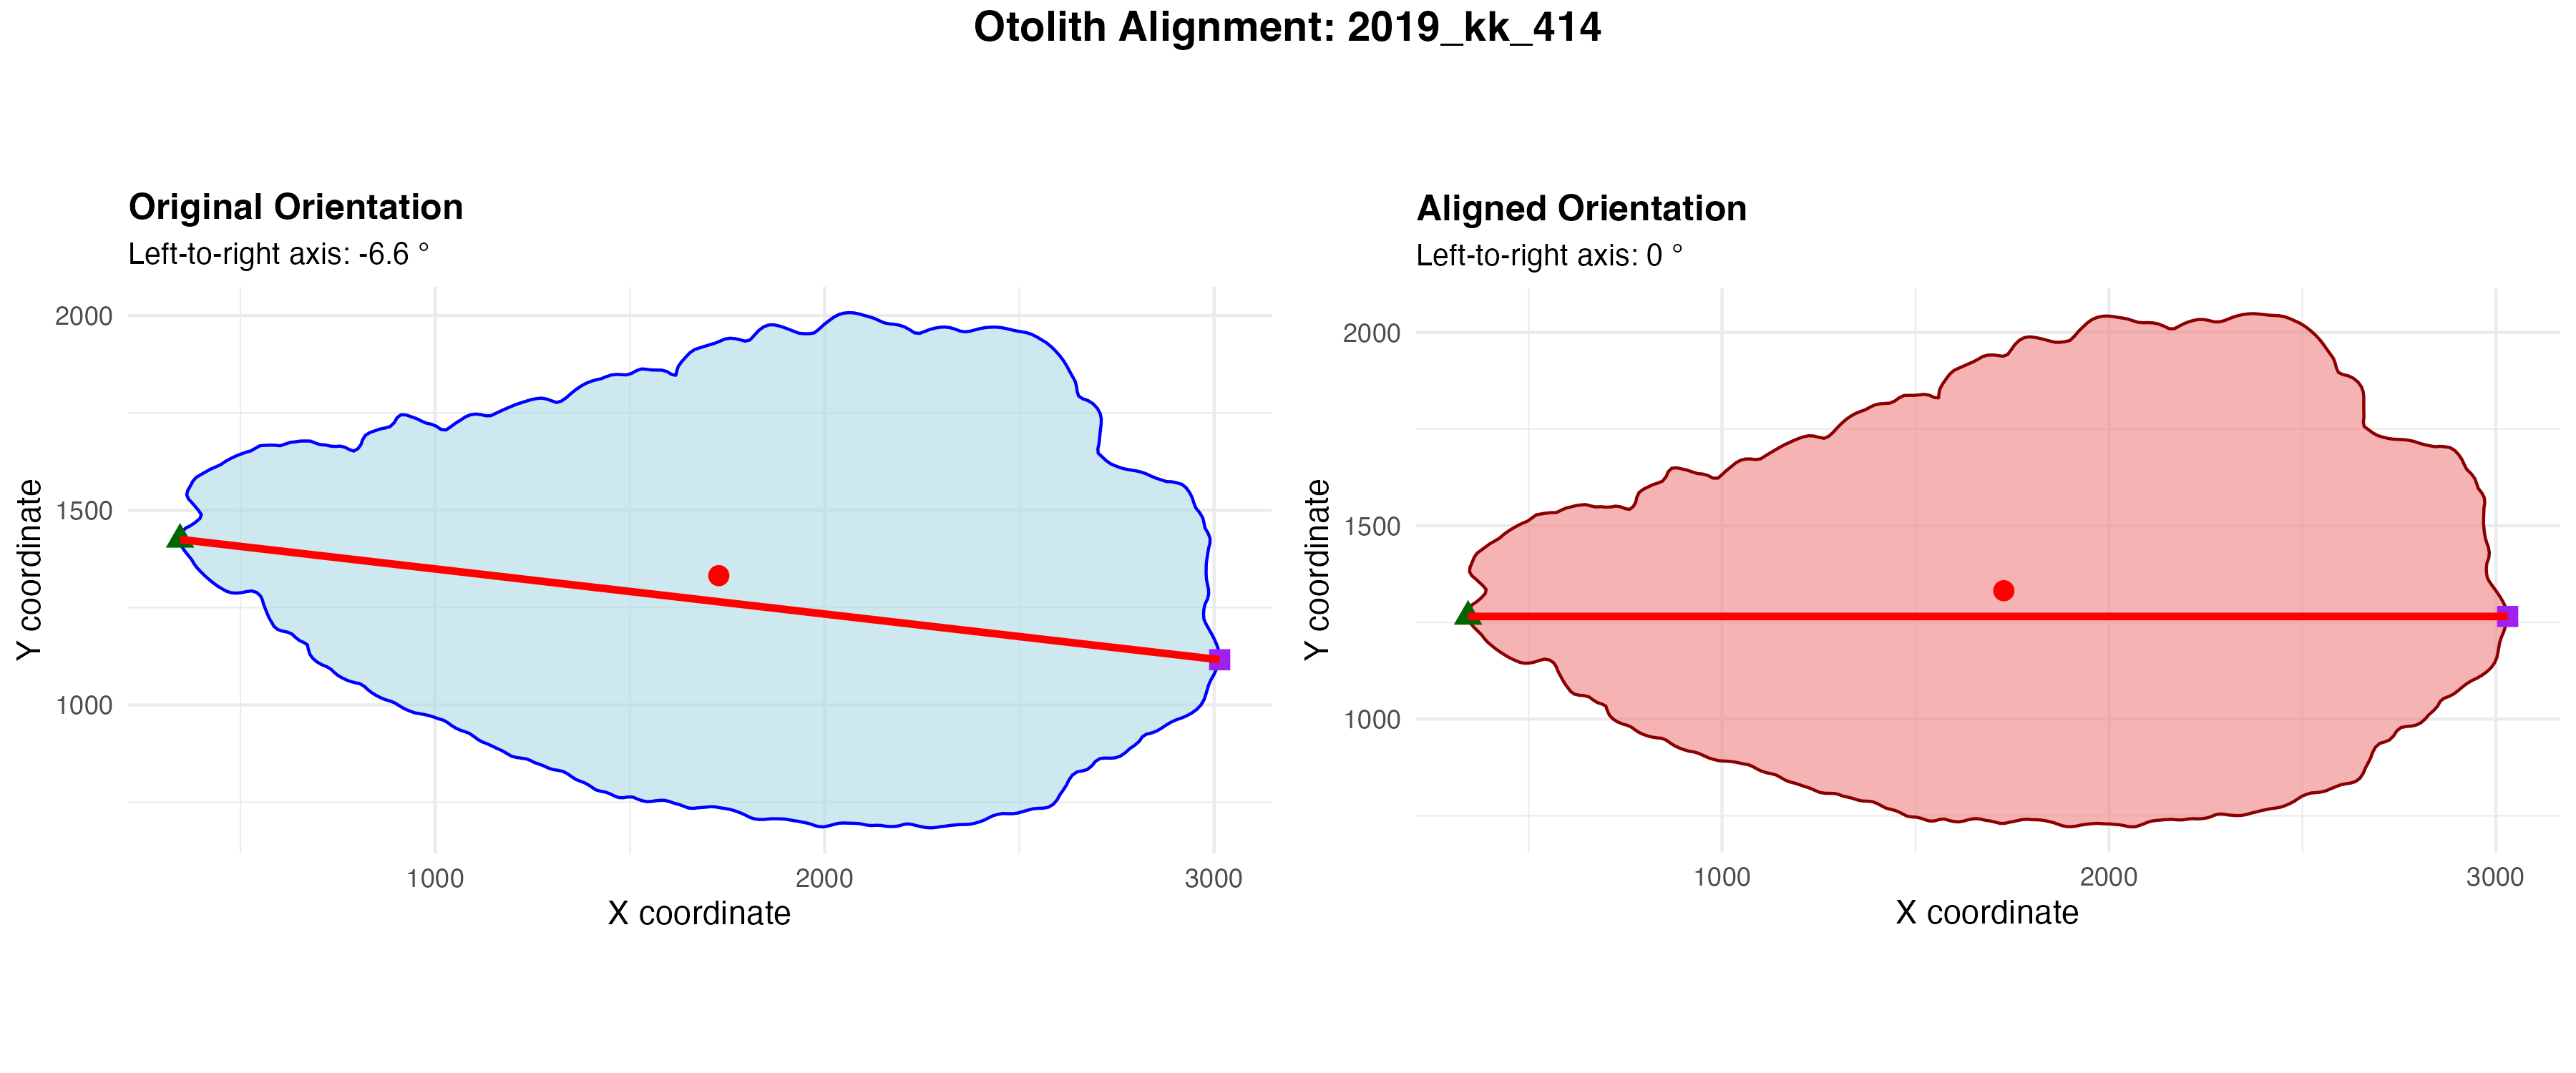 Otolith Alignment: 2019_kk_414
Original Orientation
Left-to-right axis: -6.6 °
2000
1500
1000
Y coordinate
1000 2000 3000
X coordinate
Aligned Orientation
Left-to-right axis: 0 °
2000
1500
1000
Y coordinate
1000 2000 3000
X coordinate